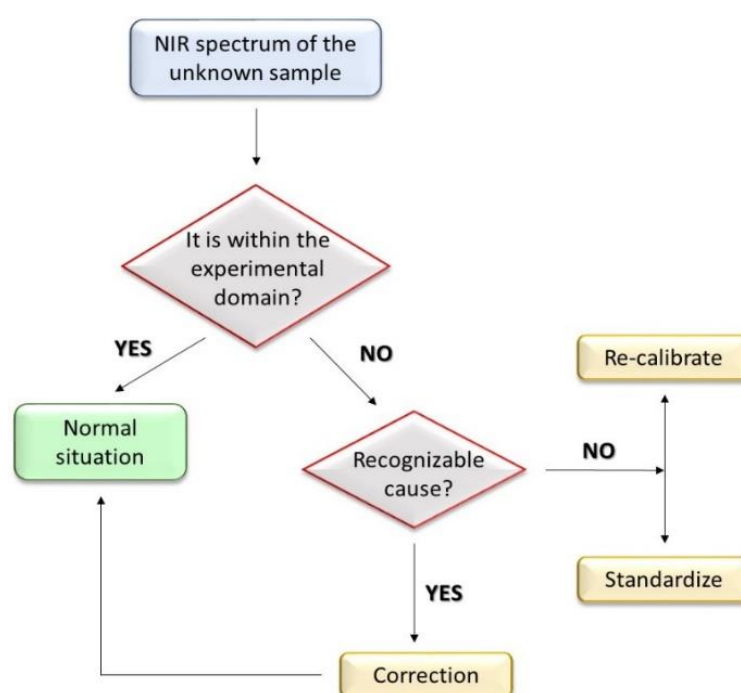 NIR spectrum of the
unknown sample
It is within the
experimental
domain?
YES
NO
Re-calibrate
Normal
situation
Recognizable
cause?
NO
Standardize
YES
Correction